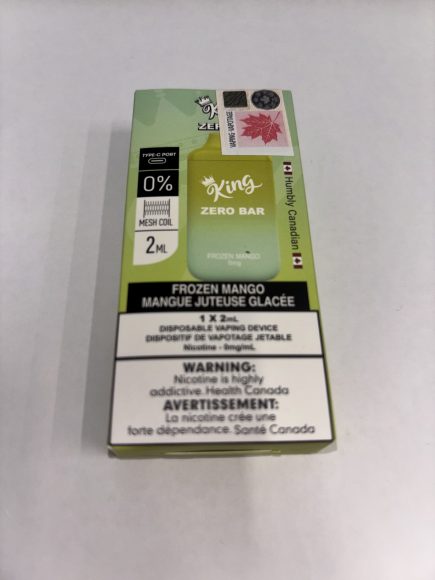 King
ZERO
TYPE-C PORT
0%
MESH COIL
2ML
King
ZERO BAR
FROZEN MANGO
0mg
Humbly Canadian
FROZEN MANGO
MANGUE JUTEUSE GLACÉE
1 X 2mL
DISPOSABLE VAPING DEVICE
DISPOSITIF DE VAPOTAGE JETABLE
Nicotine - 0mg/mL
WARNING:
Nicotine is highly
addictive. Health Canada
AVERTISSEMENT:
La nicotine crée une
forte dépendance. Santé Canada